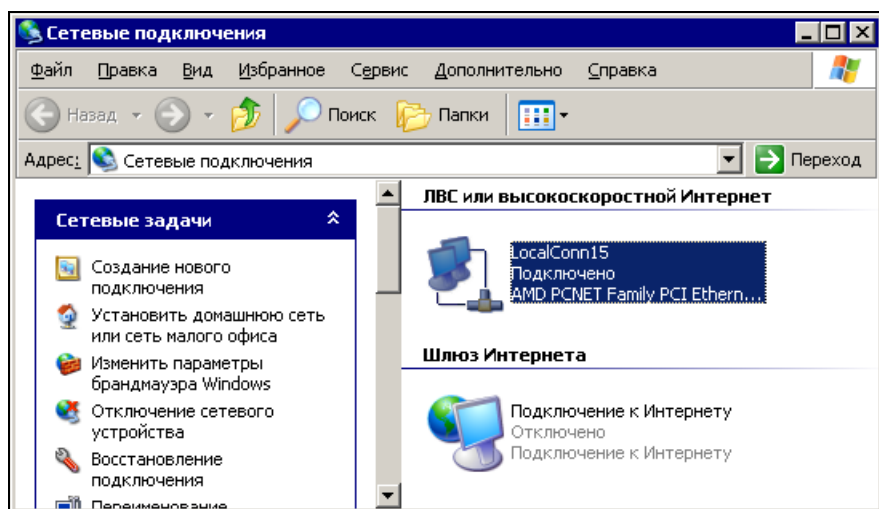 Сетевые подключения
Файл Правка Вид Избранное Сервис Дополнительно Справка
Назад Поиск Папки
Адрес: Сетевые подключения Переход
Сетевые задачи
Создание нового
подключения
Установить домашнюю сеть
или сеть малого офиса
Изменить параметры
брандмауэра Windows
Отключение сетевого
устройства
Восстановление
подключения
Переименование
ЛВС или высокоскоростной Интернет
LocalConn15
Подключено
AMD PCNET Family PCI Ethern...
Шлюз Интернета
Подключение к Интернету
Отключено
Подключение к Интернету